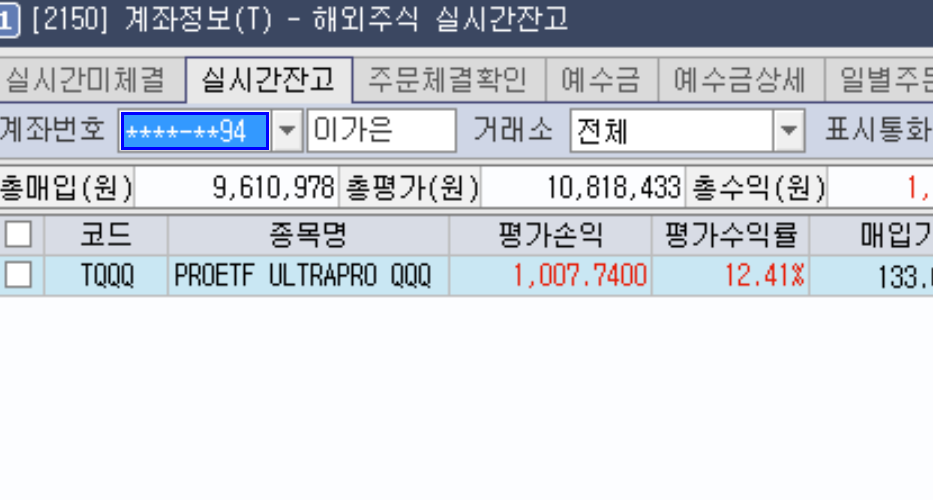 1 [2150] 계좌정보(T) - 해외주식 실시간잔고
실시간미체결 실시간잔고 주문체결확인 예수금 예수금상세 일별주문
계좌번호 ****-**94 이가은 거래소 전체 표시통화
총매입(원) 9,610,978 총평가(원) 10,818,433 총수익(원) 1,
코드 종목명 평가손익 평가수익률 매입가
TQQQ PROETF ULTRAPRO QQQ 1,007.7400 12.41% 133.